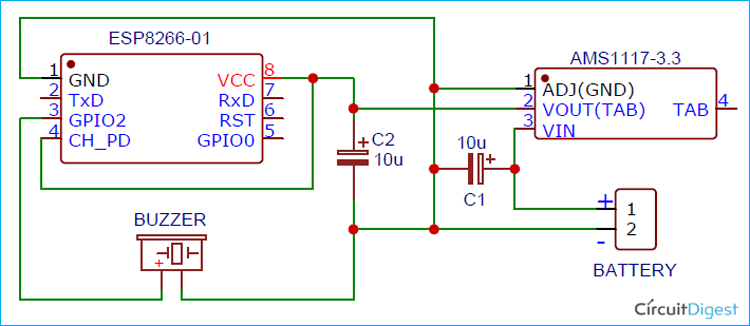 ESP8266-01
1 GND VCC 8
2 TxD RxD 7
3 GPIO2 RST 6
4 CH_PD GPIO0 5
AMS1117-3.3
1 ADJ(GND)
2 VOUT(TAB) TAB 4
3 VIN
+
C2
10u
10u
+
C1
BUZZER
+
+ 1
- 2
BATTERY
CircuitDigest